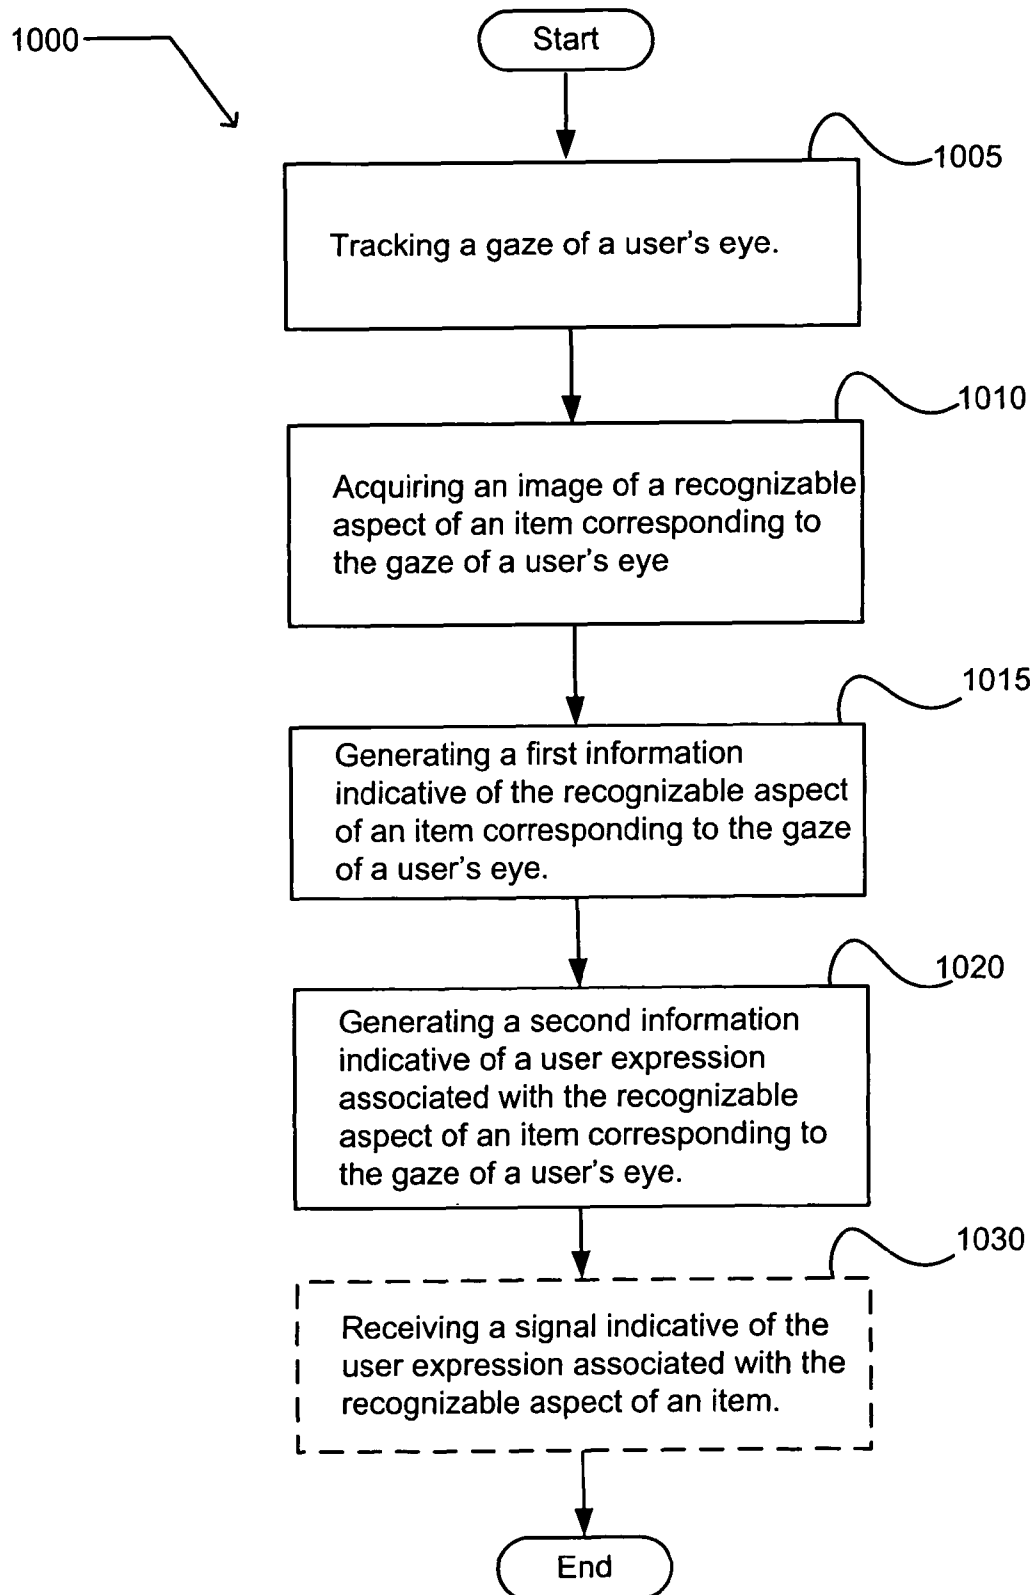 1000
Start
1005
Tracking a gaze of a user's eye.
1010
Acquiring an image of a recognizable
aspect of an item corresponding to
the gaze of a user's eye
1015
Generating a first information
indicative of the recognizable aspect
of an item corresponding to the gaze
of a user's eye.
1020
Generating a second information
indicative of a user expression
associated with the recognizable
aspect of an item corresponding to
the gaze of a user's eye.
1030
Receiving a signal indicative of the
user expression associated with the
recognizable aspect of an item.
End